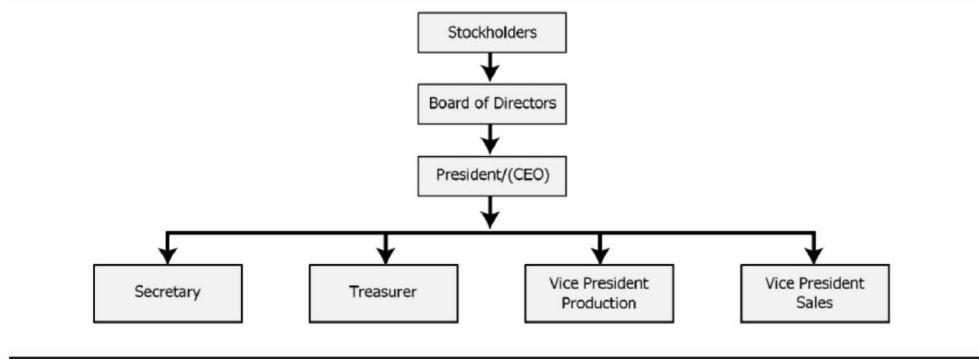 Stockholders
Board of Directors
President/(CEO)
Secretary
Treasurer
Vice President
Production
Vice President
Sales